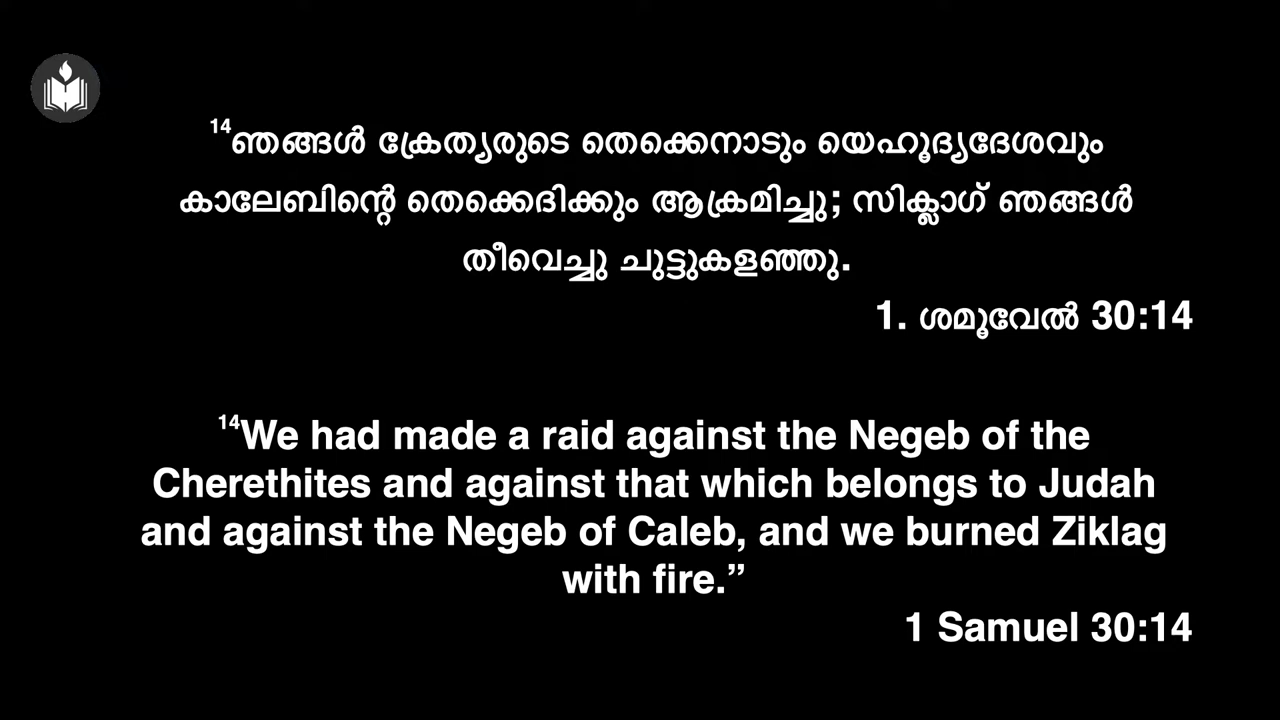 14ഞങ്ങൾ ക്രേത്യരുടെ തെക്കെനാടും യെഹൂദ്യദേശവും
കാലേബിന്റെ തെക്കെദിക്കും ആക്രമിച്ചു; സിക്ലാഗ് ഞങ്ങൾ
തീവെച്ചു ചുട്ടുകളഞ്ഞു.
1. ശമൂവേൽ 30:14
14We had made a raid against the Negeb of the
Cherethites and against that which belongs to Judah
and against the Negeb of Caleb, and we burned Ziklag
with fire.”
1 Samuel 30:14